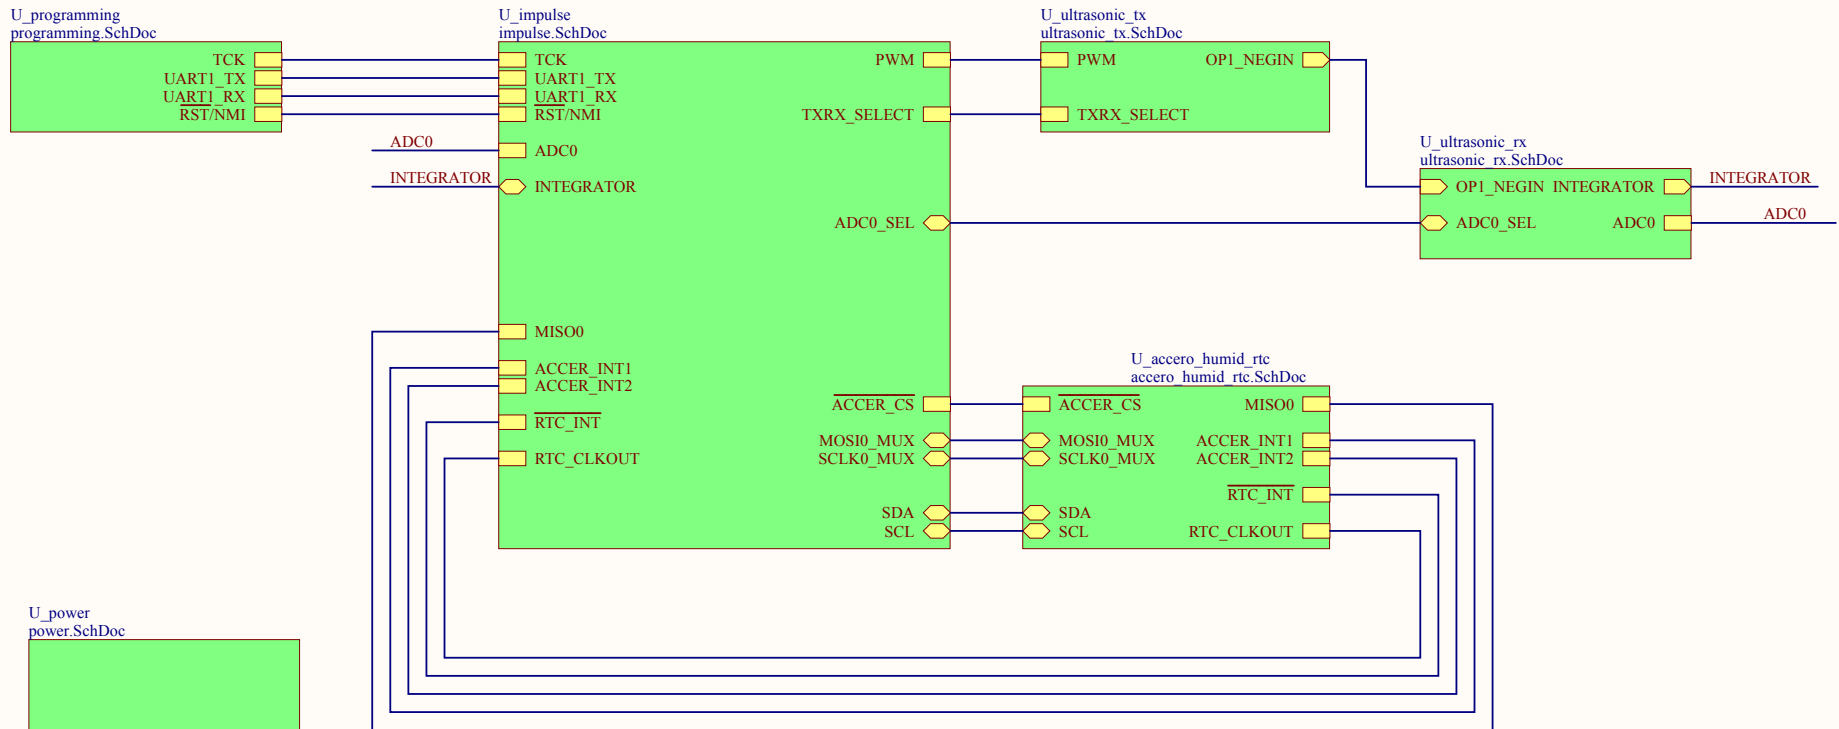 U_programming
programming.SchDoc
TCK
UART1_TX
UART1_RX
RST/NMI
U_impulse
impulse.SchDoc
TCK
UART1_TX
UART1_RX
RST/NMI
ADC0
ADC0
INTEGRATOR
INTEGRATOR
MISO0
ACCER_INT1
ACCER_INT2
RTC_INT
RTC_CLKOUT
PWM
TXRX_SELECT
ADC0_SEL
ACCER_CS
MOSI0_MUX
SCLK0_MUX
SDA
SCL
U_ultrasonic_tx
ultrasonic_tx.SchDoc
PWM
OP1_NEGIN
TXRX_SELECT
U_ultrasonic_rx
ultrasonic_rx.SchDoc
OP1_NEGIN INTEGRATOR
INTEGRATOR
ADC0_SEL
ADC0
ADC0
U_accero_humid_rtc
accero_humid_rtc.SchDoc
ACCER_CS
MISO0
MOSI0_MUX
ACCER_INT1
SCLK0_MUX
ACCER_INT2
RTC_INT
SDA
SCL
RTC_CLKOUT
U_power
power.SchDoc